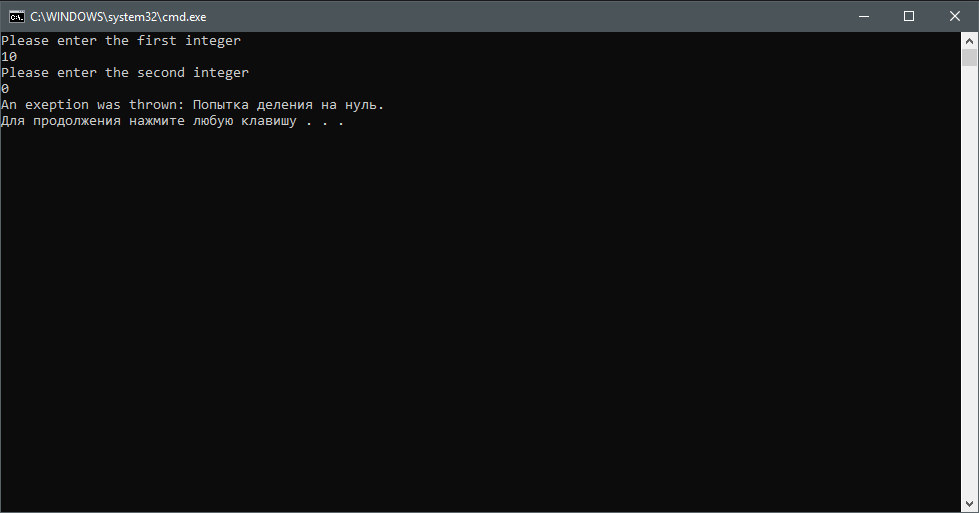 C:\WINDOWS\system32\cmd.exe
Please enter the first integer
10
Please enter the second integer
0
An exeption was thrown: Попытка деления на нуль.
Для продолжения нажмите любую клавишу . . .